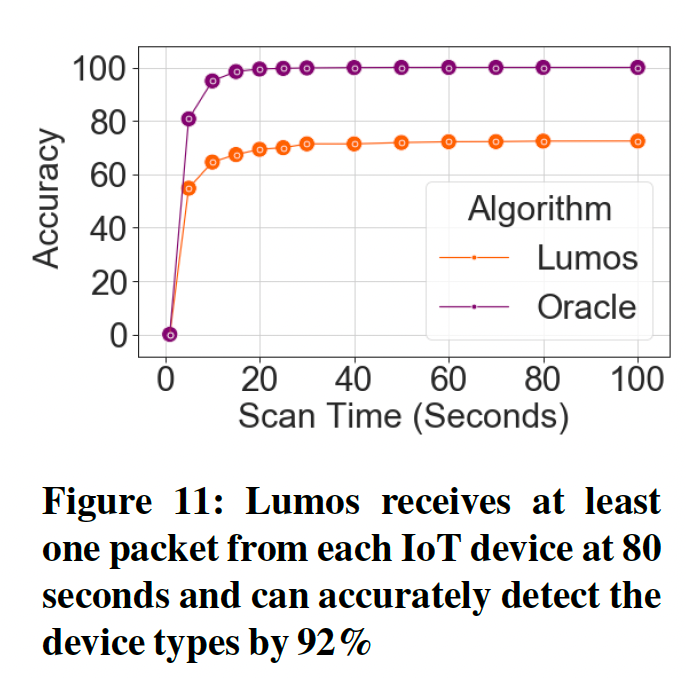 100
80
60
40
20
0
Accuracy
Algorithm
Lumos
Oracle
0 20 40 60 80 100
Scan Time (Seconds)
Figure 11: Lumos receives at least
one packet from each IoT device at 80
seconds and can accurately detect the
device types by 92%